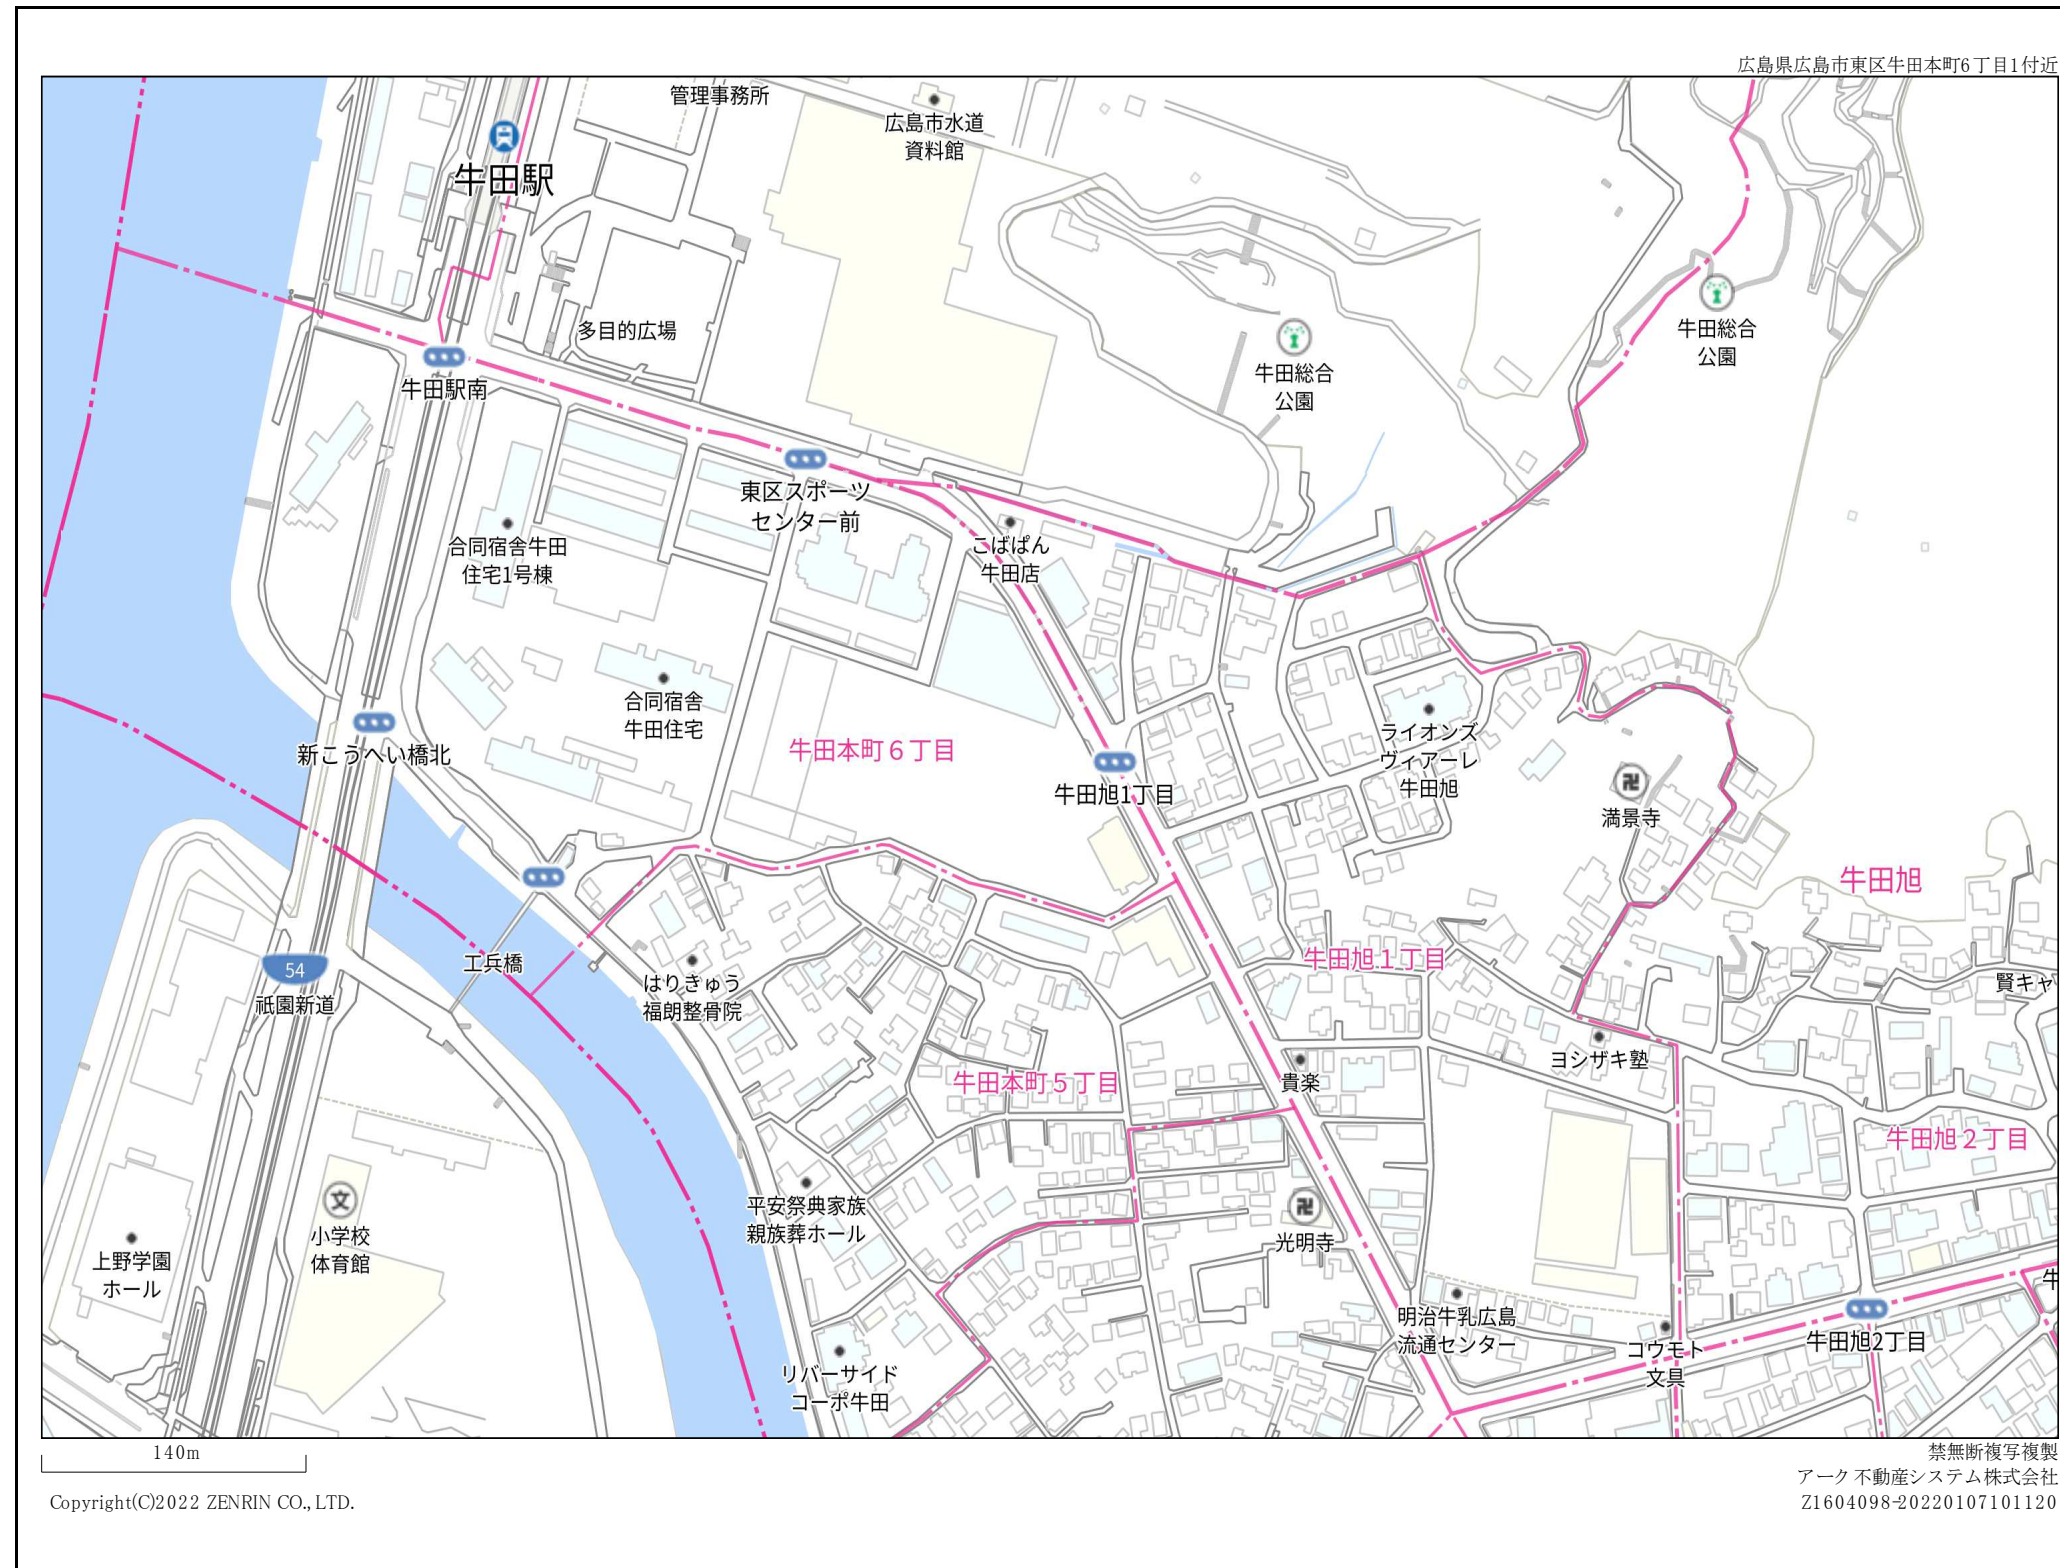 広島県広島市東区牛田本町6丁目1付近
管理事務所
広島市水道
資料館
牛田駅
多目的広場
牛田総合
公園
牛田総合
公園
牛田駅南
東区スポーツ
センター前
合同宿舎牛田
住宅1号棟
こばぱん
牛田店
合同宿舎
牛田住宅
牛田本町６丁目
新こうへい橋北
牛田旭1丁目
ライオンズ
ヴィアーレ
牛田旭
卍
満景寺
牛田旭
54
祇園新道
工兵橋
はりきゅう
福朗整骨院
牛田旭１丁目
賢キャ
牛田本町５丁目
貴楽
ヨシザキ塾
牛田旭２丁目
文
小学校
体育館
上野学園
ホール
平安祭典家族
親族葬ホール
卍
光明寺
明治牛乳広島
流通センター
コウモト
文具
牛田旭2丁目
牛
リバーサイド
コーポ牛田
140m
Copyright(C)2022 ZENRIN CO., LTD.
禁無断複写複製
アーク不動産システム株式会社
Z1604098-20220107101120